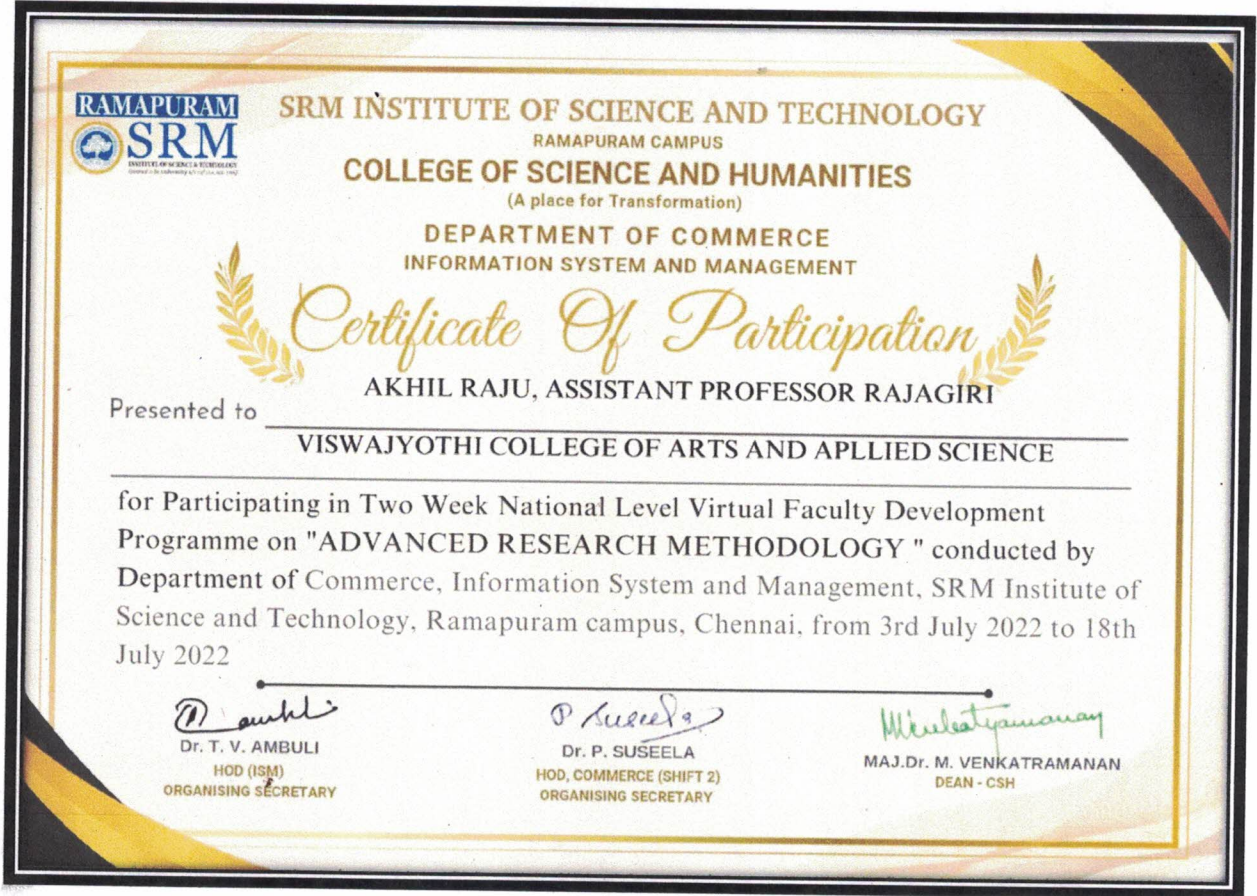 RAMAPURAM
SRM
INSTITUTE OF SCIENCE & TECHNOLOGY
SRM INSTITUTE OF SCIENCE AND TECHNOLOGY
RAMAPURAM CAMPUS
COLLEGE OF SCIENCE AND HUMANITIES
(A place for Transformation)
DEPARTMENT OF COMMERCE
INFORMATION SYSTEM AND MANAGEMENT
Certificate Of Participation
AKHIL RAJU, ASSISTANT PROFESSOR RAJAGIRI
Presented to
VISWAJYOTHI COLLEGE OF ARTS AND APLLIED SCIENCE
for Participating in Two Week National Level Virtual Faculty Development
Programme on "ADVANCED RESEARCH METHODOLOGY " conducted by
Department of Commerce, Information System and Management, SRM Institute of
Science and Technology, Ramapuram campus, Chennai, from 3rd July 2022 to 18th
July 2022
P Suseela
Dr. T. V. AMBULI
HOD (ISM)
ORGANISING SECRETARY
Dr. P. SUSEELA
HOD, COMMERCE (SHIFT 2)
ORGANISING SECRETARY
MAJ.Dr. M. VENKATRAMANAN
DEAN - CSH